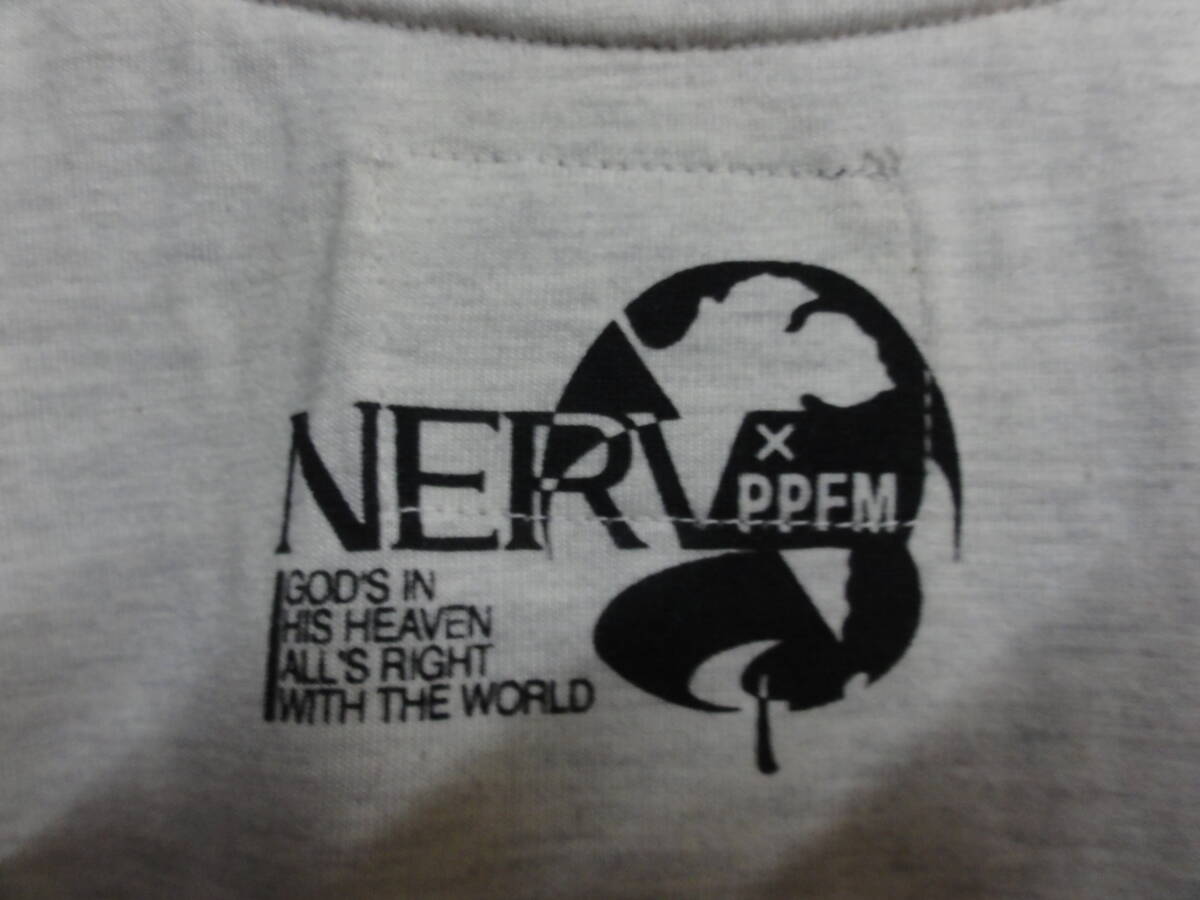 NERV
×
PPFM
GOD'S IN
HIS HEAVEN
ALL'S RIGHT
WITH THE WORLD